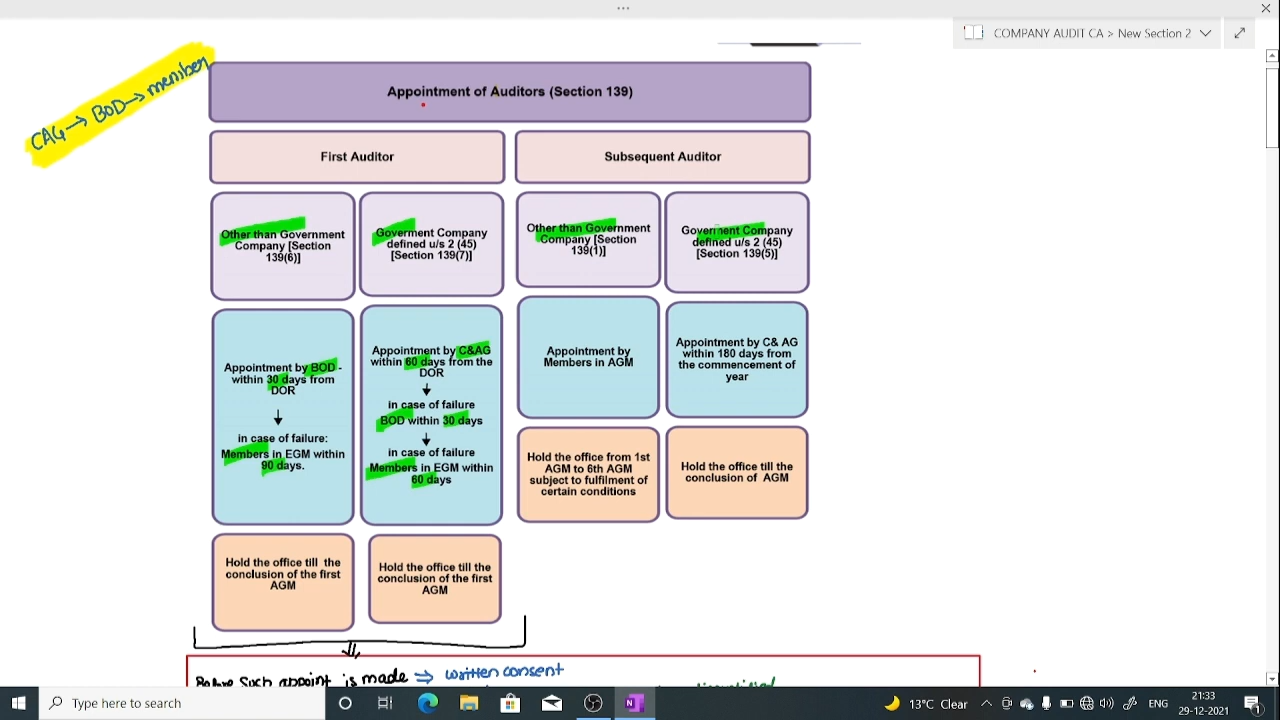 COMPANY AUDIT CA > New Section 2
CAG → BOD → member
Appointment of Auditors (Section 139)
First Auditor
Subsequent Auditor
Other than Government
Company [Section
139(6)]
Goverment Company
defined u/s 2 (45)
[Section 139(7)]
Other than Government
Company [Section
139(1)]
Goverment Company
defined u/s 2 (45)
[Section 139(5)]
Appointment by BOD -
within 30 days from
DOR
in case of failure:
Members in EGM within
90 days.
Appointment by C&AG
within 60 days from the
DOR
in case of failure
BOD within 30 days
in case of failure
Members in EGM within
60 days
Appointment by
Members in AGM
Appointment by C& AG
within 180 days from
the commencement of
year
Hold the office from 1st
AGM to 6th AGM
subject to fulfilment of
certain conditions
Hold the office till the
conclusion of AGM
Hold the office till the
conclusion of the first
AGM
Hold the office till the
conclusion of the first
AGM
Before such appoint is made ⇒ written consent
Type here to search
13°C Clear
ENG
21:33
29-12-2021